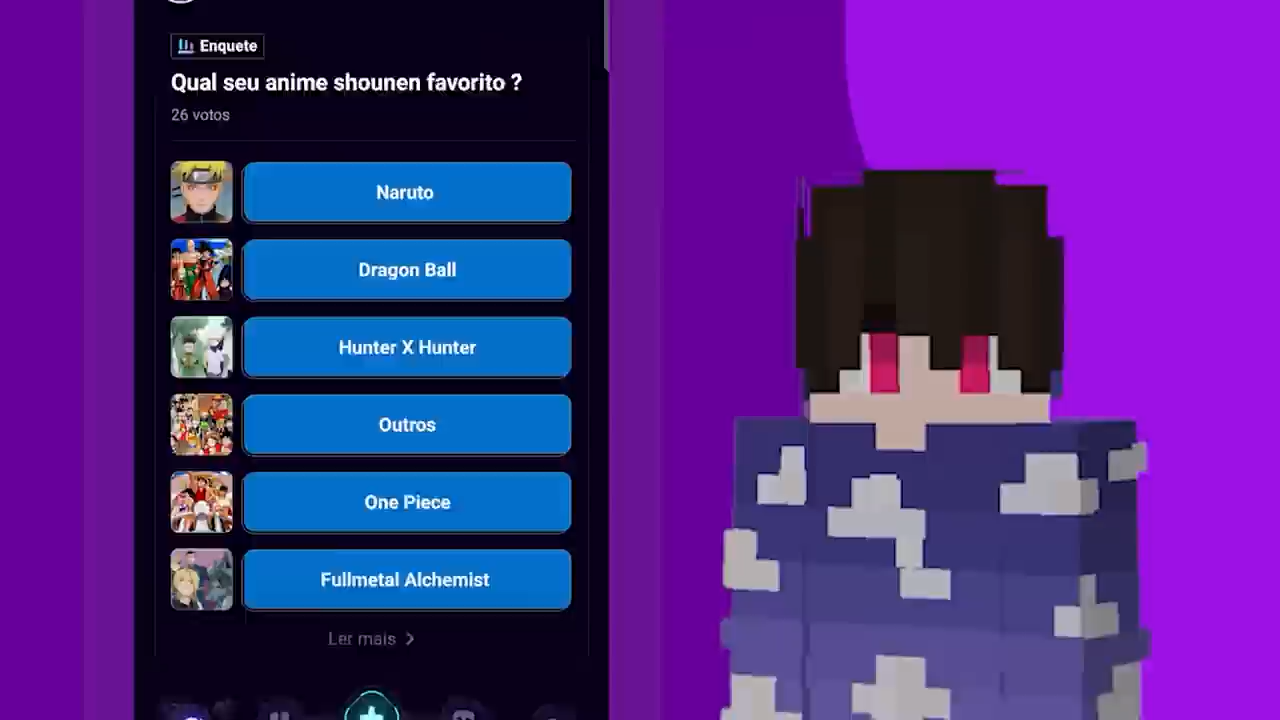 Enquete
Qual seu anime shounen favorito ?
26 votos
Naruto
Dragon Ball
Hunter X Hunter
Outros
One Piece
Fullmetal Alchemist
Ler mais